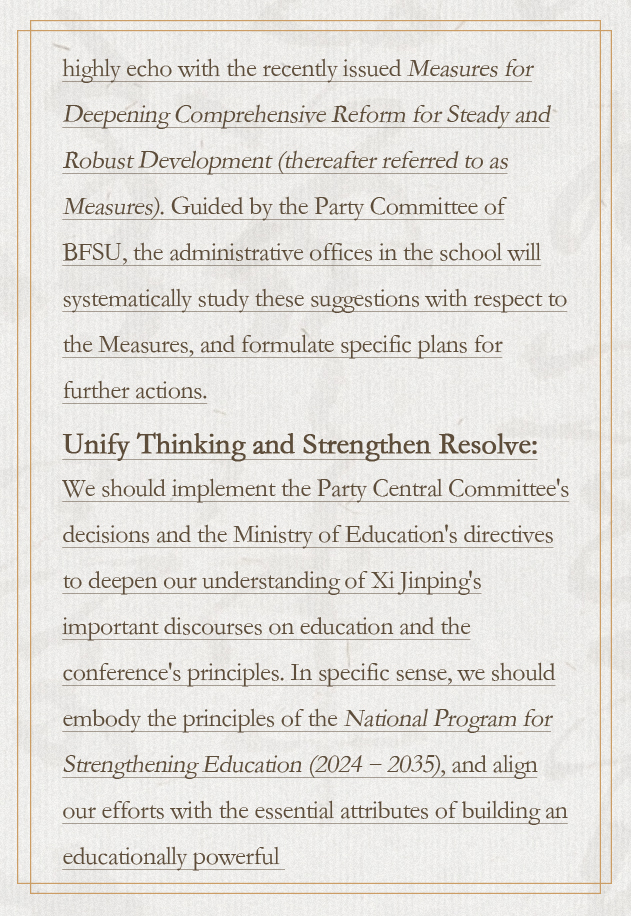 highly echo with the recently issued Measures for
Deepening Comprehensive Reform for Steady and
Robust Development (thereafter referred to as
Measures). Guided by the Party Committee of
BFSU, the administrative offices in the school will
systematically study these suggestions with respect to
the Measures, and formulate specific plans for
further actions.
Unify Thinking and Strengthen Resolve:
We should implement the Party Central Committee's
decisions and the Ministry of Education's directives
to deepen our understanding of Xi Jinping's
important discourses on education and the
conference's principles. In specific sense, we should
embody the principles of the National Program for
Strengthening Education (2024 – 2035), and align
our efforts with the essential attributes of building an
educationally powerful